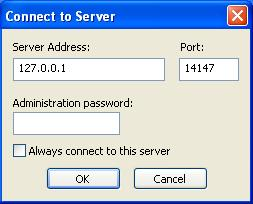 Connect to Server
Server Address: Port:
127.0.0.1 14147
Administration password:
Always connect to this server
OK Cancel